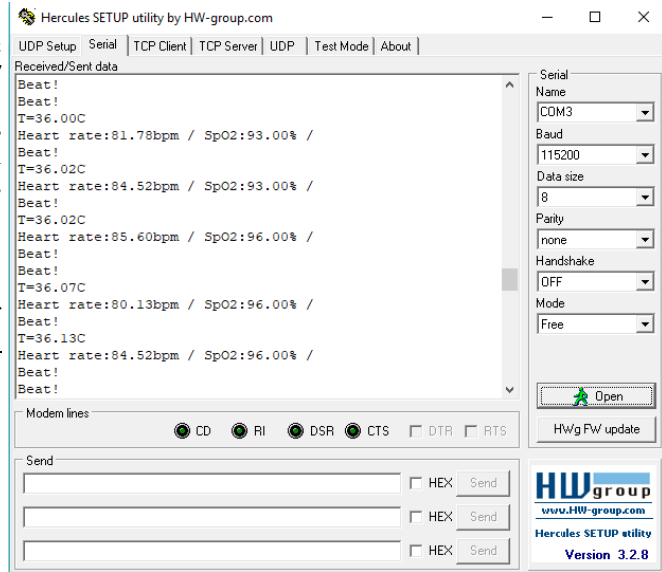 Hercules SETUP utility by HW-group.com
UDP Setup Serial TCP Client TCP Server UDP Test Mode About
Received/Sent data
Beat!
Beat!
T=36.00C
Heart rate:81.78bpm / SpO2:93.00% /
Beat!
T=36.02C
Heart rate:84.52bpm / SpO2:93.00% /
Beat!
T=36.02C
Heart rate:85.60bpm / SpO2:96.00% /
Beat!
Beat!
T=36.07C
Heart rate:80.13bpm / SpO2:96.00% /
Beat!
T=36.13C
Heart rate:84.52bpm / SpO2:96.00% /
Beat!
Beat!
Serial
Name
COM3
Baud
115200
Data size
8
Parity
none
Handshake
OFF
Mode
Free
Open
HWg FW update
Modem lines
CD RI DSR CTS DTR RTS
Send
HEX Send
HEX Send
HEX Send
HW group
www.HW-group.com
Hercules SETUP utility
Version 3.2.8